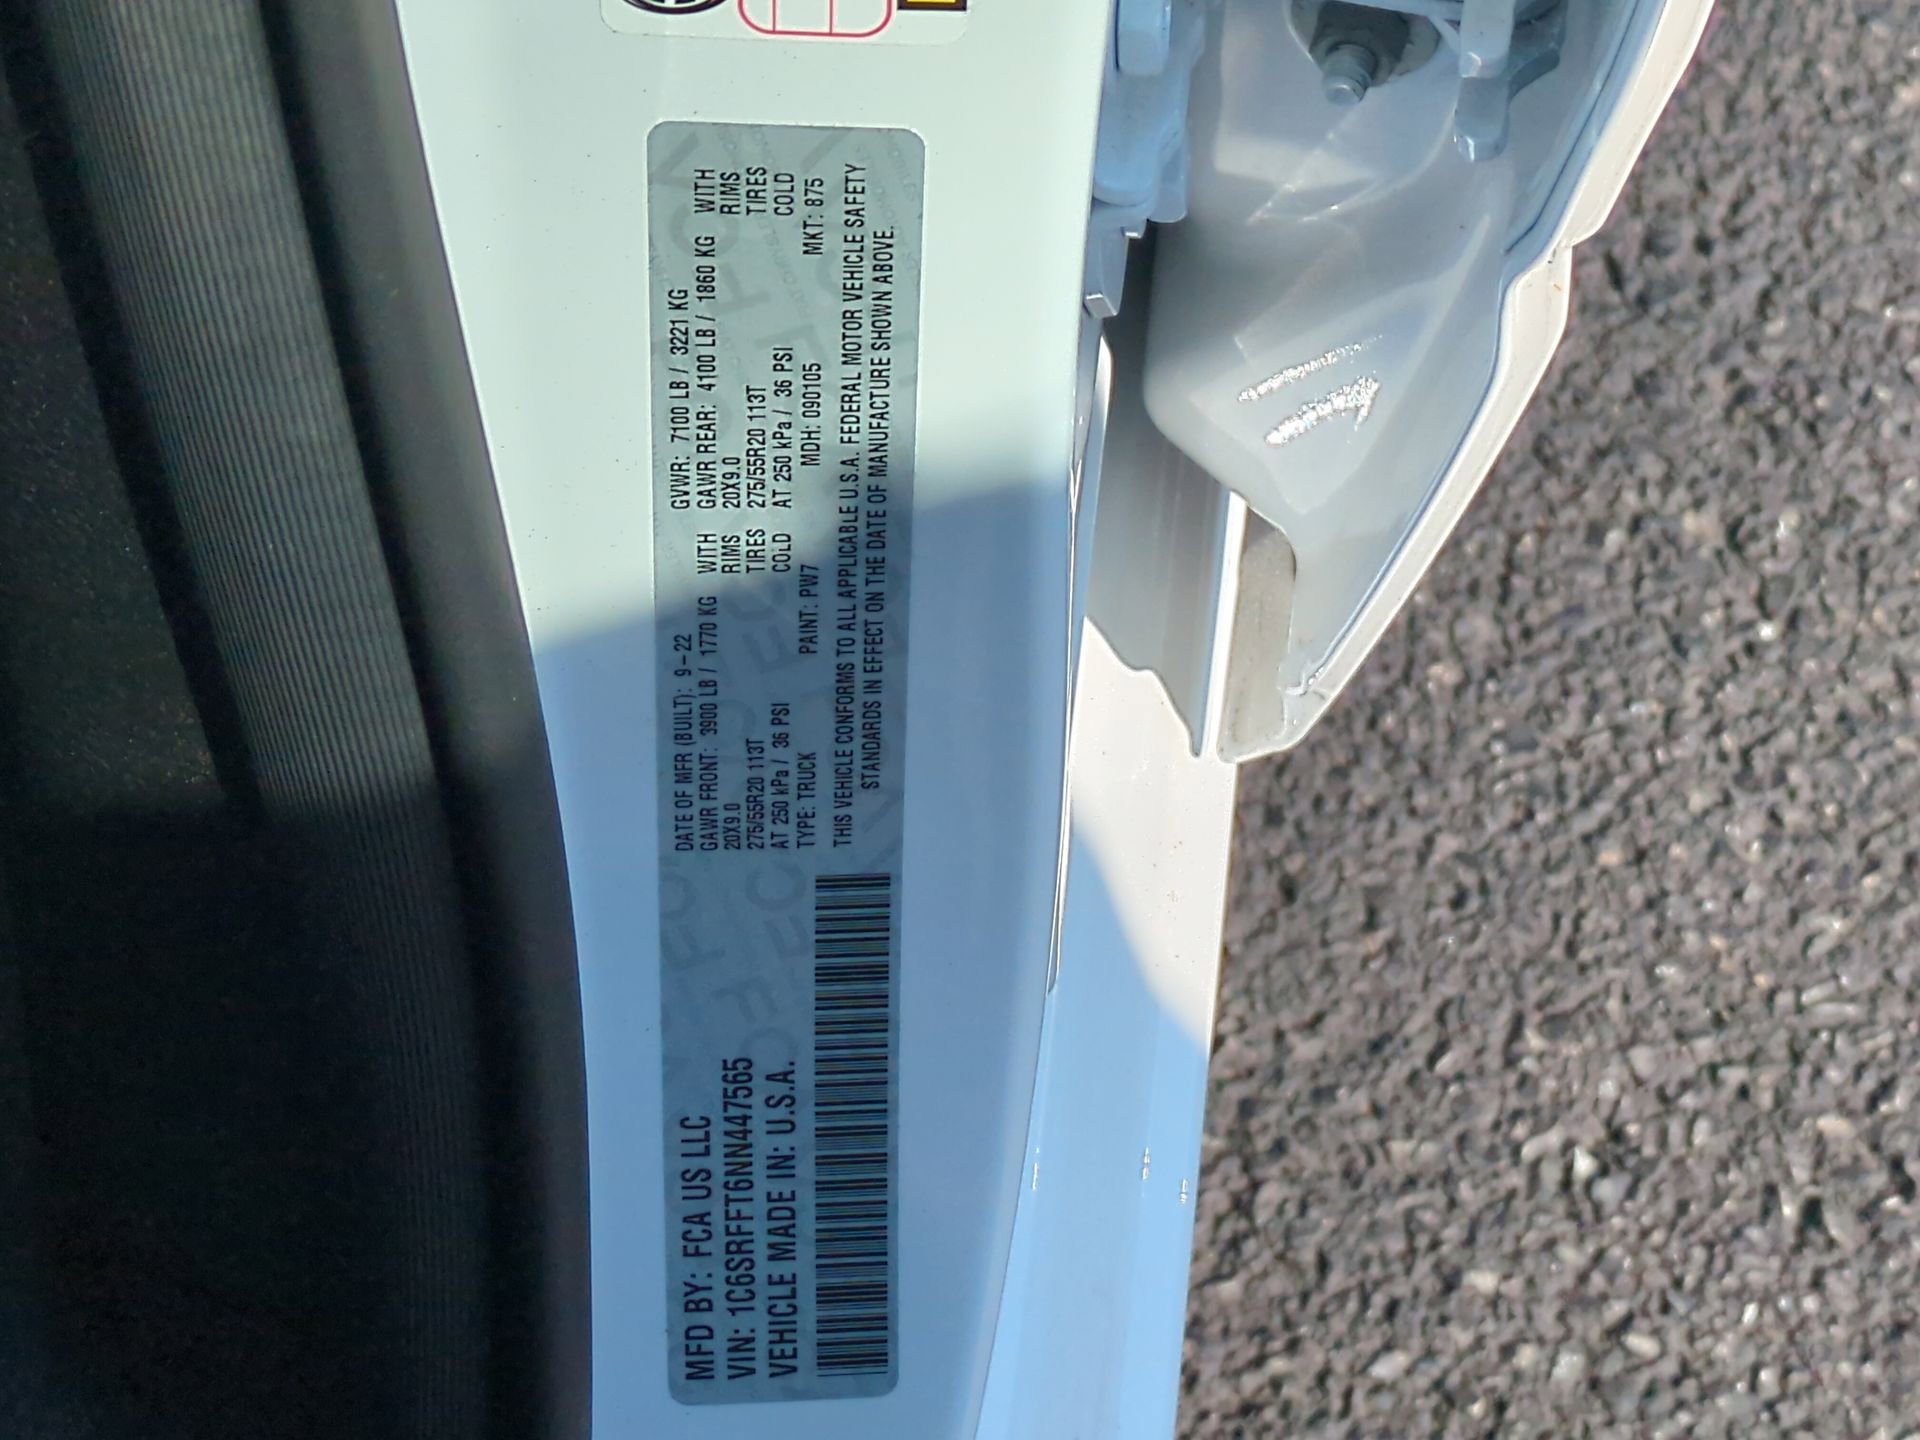 MFD BY: FCA US LLC
VIN: 1C6SRFFT6NN447565
VEHICLE MADE IN: U.S.A.
DATE OF MFR (BUILT): 9-22 GVWR: 7100 LB / 3221 KG
GAWR FRONT: 3900 LB / 1770 KG WITH GAWR REAR: 4100 LB / 1860 KG WITH
20X9.0 RIMS 20X9.0 RIMS
275/55R20 113T TIRES 275/55R20 113T TIRES
AT 250 kPa / 36 PSI COLD AT 250 kPa / 36 PSI COLD
TYPE: TRUCK PAINT: PW7 MDH: 090105 MKT: 875
THIS VEHICLE CONFORMS TO ALL APPLICABLE U.S.A. FEDERAL MOTOR VEHICLE SAFETY
STANDARDS IN EFFECT ON THE DATE OF MANUFACTURE SHOWN ABOVE.